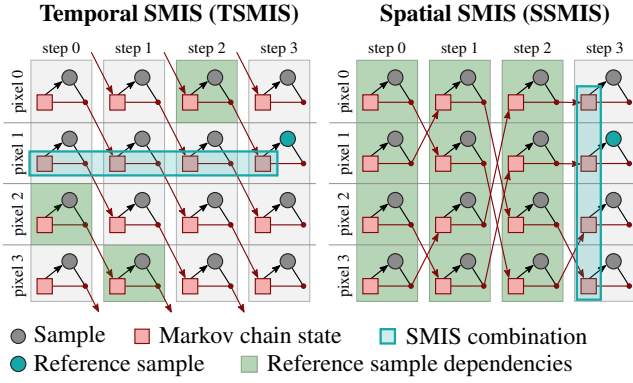 Temporal SMIS (TSMIS)
step 0 step 1 step 2 step 3
pixel 0
pixel 1
pixel 2
pixel 3
Spatial SMIS (SSMIS)
step 0 step 1 step 2 step 3
pixel 0
pixel 1
pixel 2
pixel 3
Sample Markov chain state SMIS combination
Reference sample Reference sample dependencies